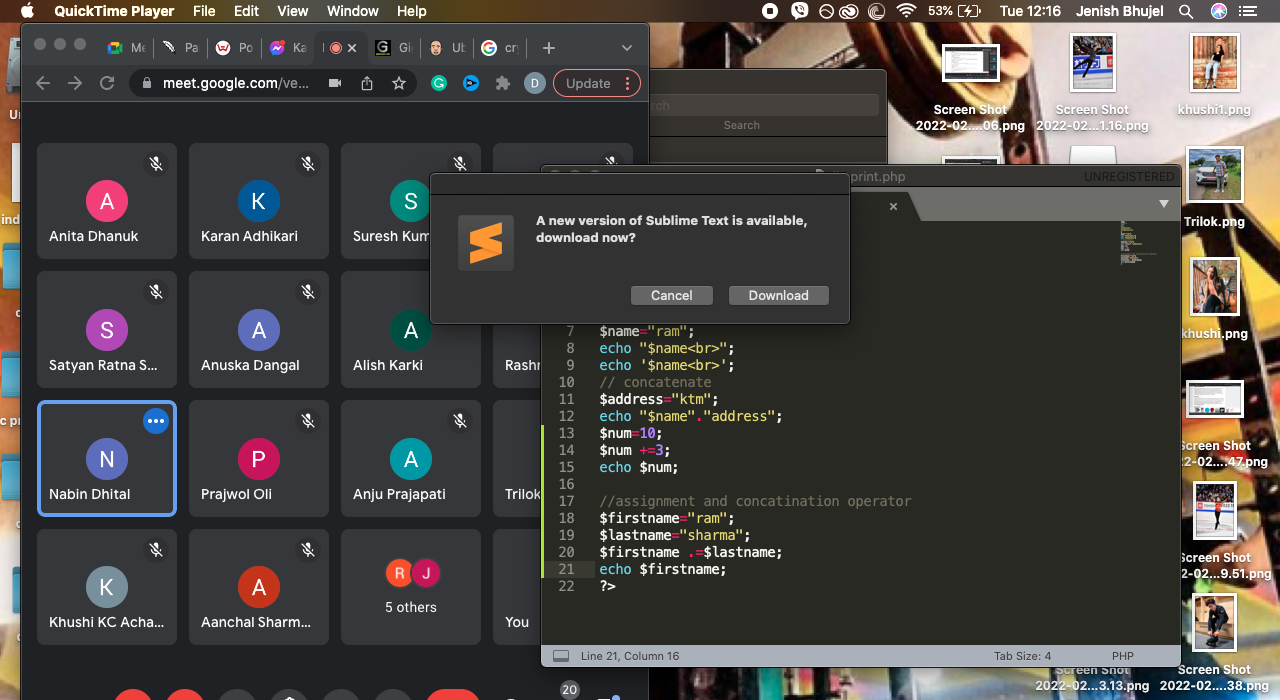 QuickTime Player File Edit View Window Help 53% Tue 12:16 Jenish Bhujel
Me Pa Po Ka Gi Ub cry
meet.google.com/ve... D Update
Search
Anita Dhanuk
Karan Adhikari
Suresh Kum
Satyan Ratna S...
Anuska Dangal
Alish Karki
Rashm
Nabin Dhital
Prajwol Oli
Anju Prajapati
Trilok
Khushi KC Acha...
Aanchal Sharm...
R J
5 others
You
20
print.php UNREGISTERED
A new version of Sublime Text is available,
download now?
Cancel Download
7 $name="ram";
8 echo "$name<br>";
9 echo '$name<br>';
10 // concatenate
11 $address="ktm";
12 echo "$name"."address";
13 $num=10;
14 $num +=3;
15 echo $num;
16
17 //assignment and concatination operator
18 $firstname="ram";
19 $lastname="sharma";
20 $firstname .=$lastname;
21 echo $firstname;
22 ?>
Line 21, Column 16 Tab Size: 4 PHP
Screen Shot
2022-02....06.png
Screen Shot
2022-02...1.16.png
khushi1.png
Trilok.png
khushi.png
Screen Shot
2-02....47.png
Screen Shot
2-02...9.51.png
Screen Shot
2022-02...3.13.png
Screen Shot
2022-02....38.png